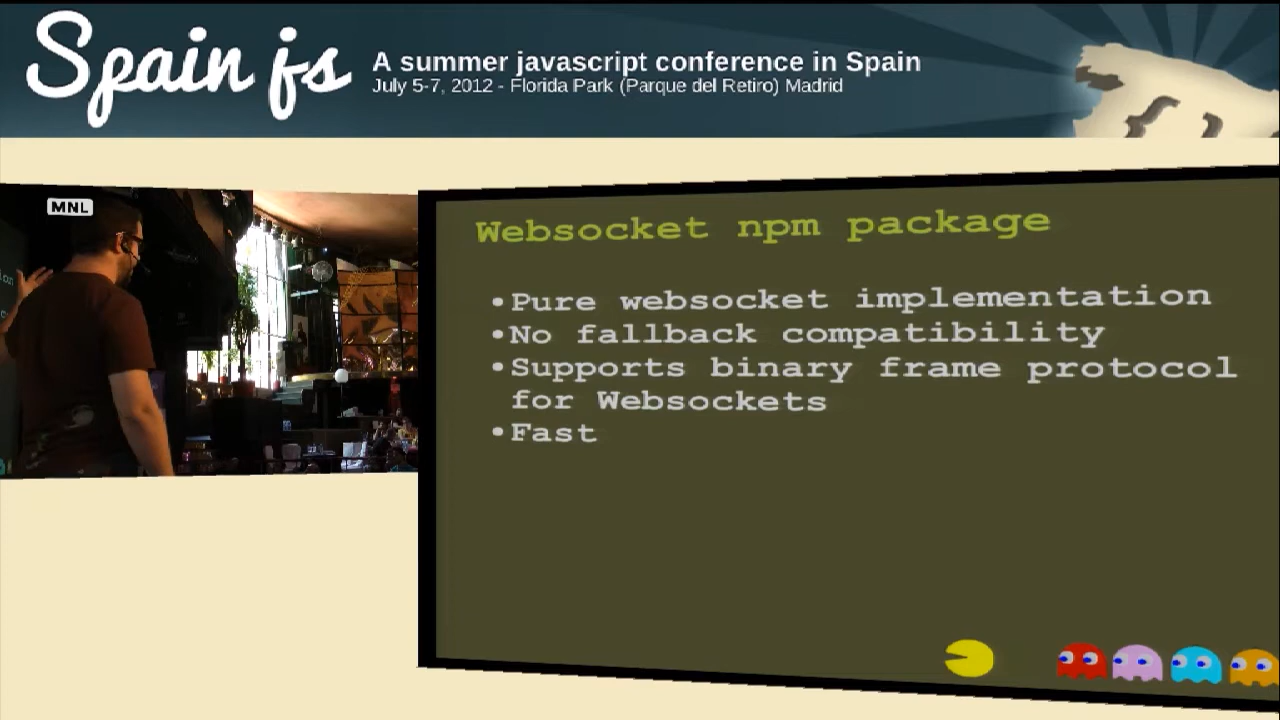 Spain js
A summer javascript conference in Spain
July 5-7, 2012 - Florida Park (Parque del Retiro) Madrid
MNL
Websocket npm package
•Pure websocket implementation
•No fallback compatibility
•Supports binary frame protocol
for Websockets
•Fast